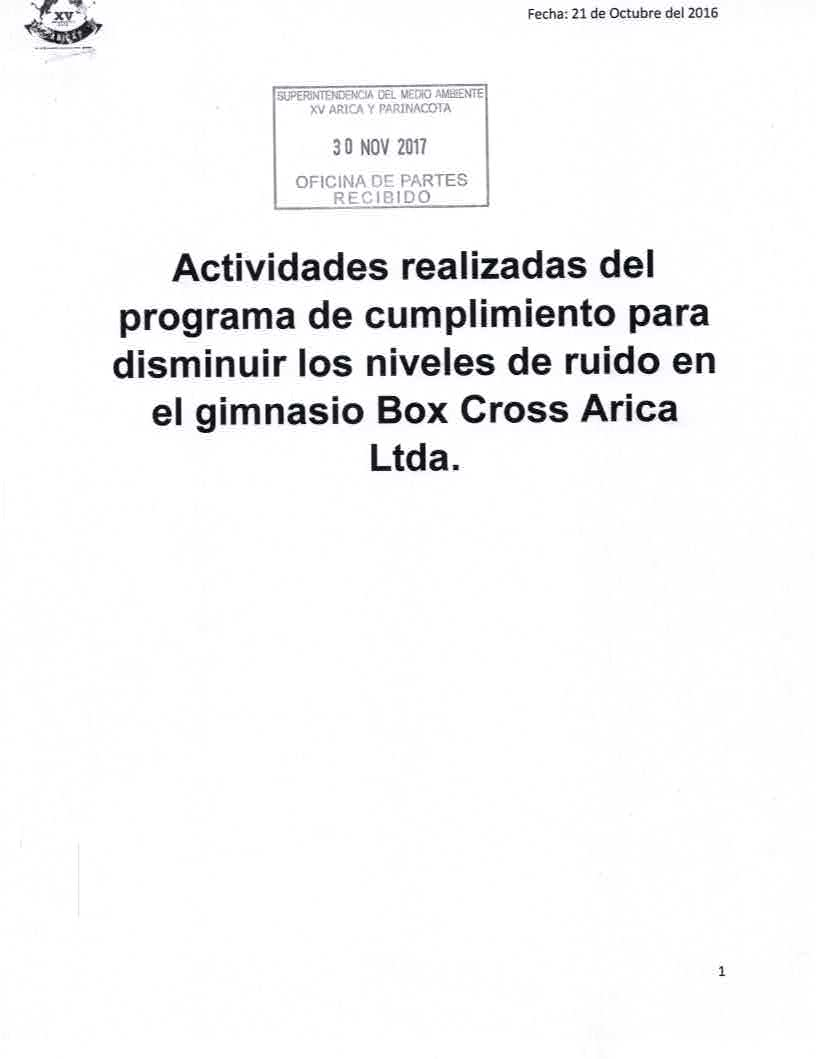 XV
Fecha: 21 de Octubre del 2016
SUPERINTENDENCIA DEL MEDIO AMBIENTE
XV ARICA Y PARINACOTA
30 NOV 2017
OFICINA DE PARTES
RECIBIDO
Actividades realizadas del
programa de cumplimiento para
disminuir los niveles de ruido en
el gimnasio Box Cross Arica
Ltda.
1